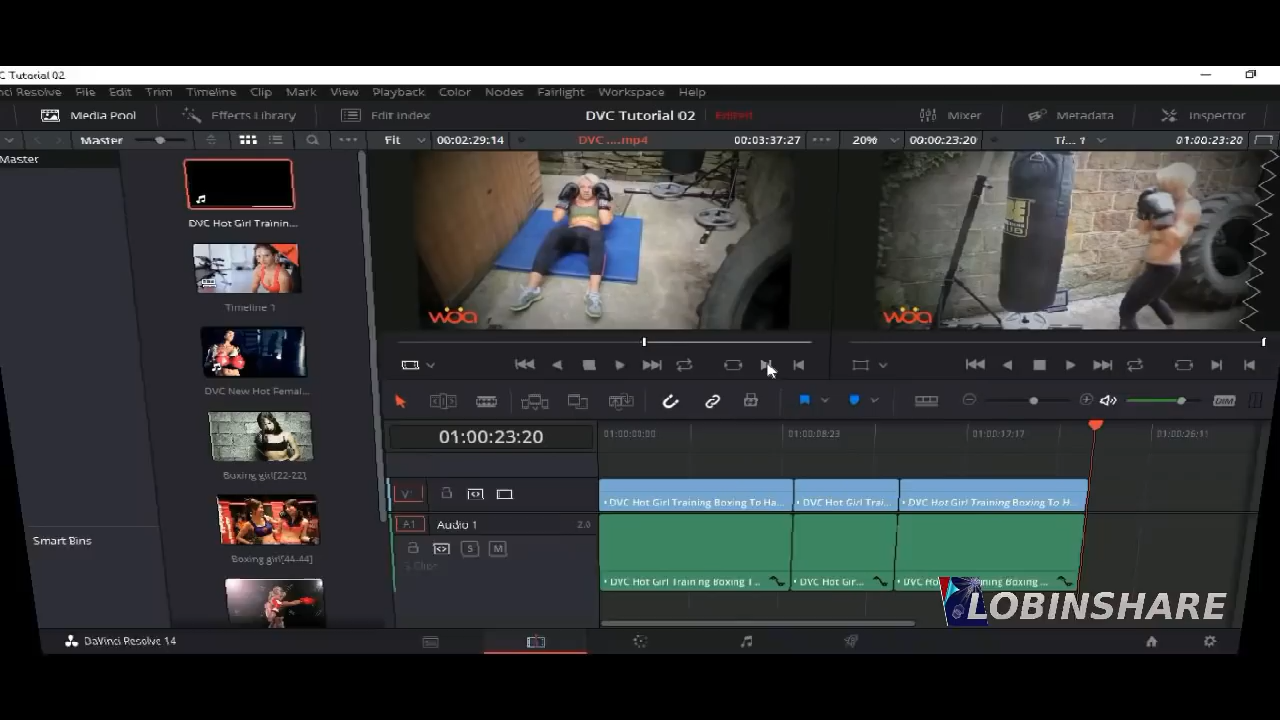 C Tutorial 02
nci Resolve File Edit Trim Timeline Clip Mark View Playback Color Nodes Fairlight Workspace Help
Media Pool Effects Library Edit Index DVC Tutorial 02 Edited Mixer Metadata Inspector
Master Fit 00:02:29:14 DVC ....mp4 00:03:37:27 20% 00:00:23:20 Ti... 1 01:00:23:20
Master
DVC Hot Girl Trainin...
Timeline 1
DVC New Hot Femal...
Boxing girl[22-22]
Boxing girl[44-44]
Smart Bins
woa
woa
DIM
01:00:23:20
01:00:00:00 01:00:08:23 01:00:17:17 01:00:26:11
V1
DVC Hot Girl Training Boxing To Ha... DVC Hot Girl Trai... DVC Hot Girl Training Boxing To H...
A1 Audio 1 2.0
S M
DVC Hot Girl Training Boxing T... DVC Hot Gir... DVC Ho ning Boxing ...
LOBINSHARE
DaVinci Resolve 14